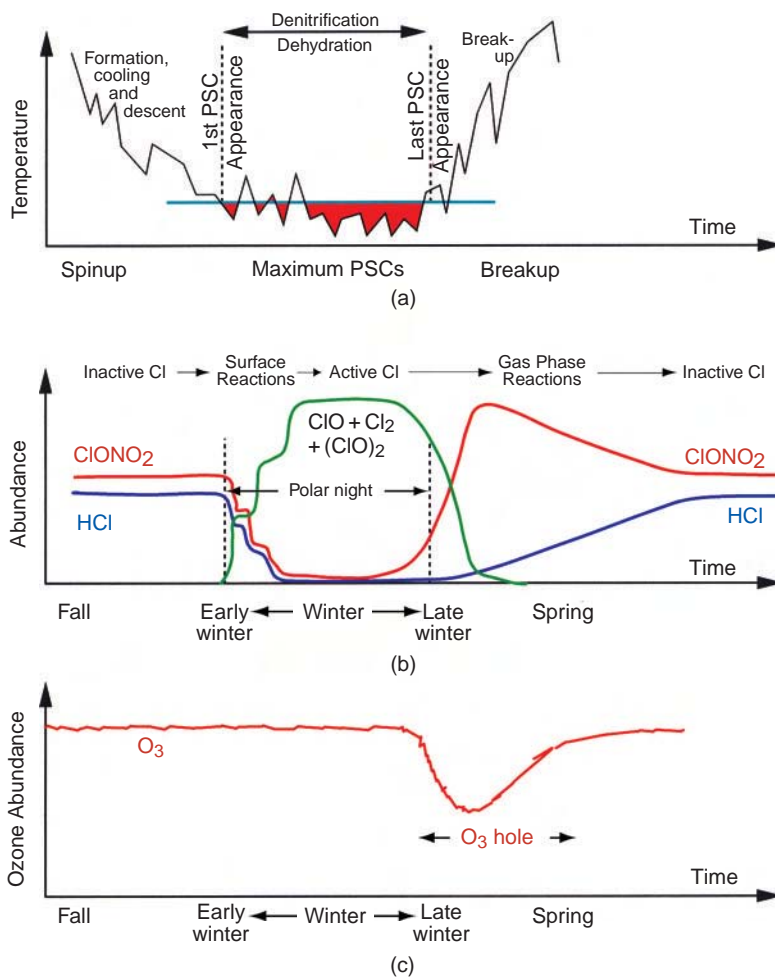 Denitrification
Dehydration
Formation,
cooling
and
descent
1st PSC
Appearance
Last PSC
Appearance
Break-
up
Temperature
Time
Spinup
Maximum PSCs
Breakup
(a)
Inactive Cl
Surface
Reactions
Active Cl
Gas Phase
Reactions
Inactive Cl
ClO + Cl2
+ (ClO)2
ClONO2
ClONO2
Polar night
HCl
HCl
Abundance
Time
Fall
Early
winter
Winter
Late
winter
Spring
(b)
Ozone Abundance
O3
O3 hole
Time
Fall
Early
winter
Winter
Late
winter
Spring
(c)